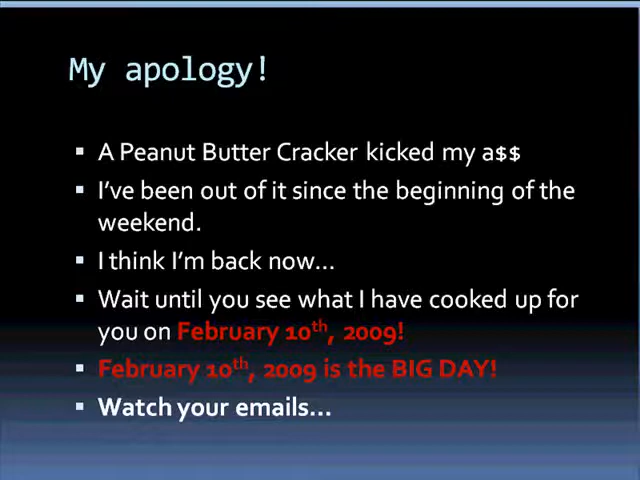 My apology!
▪ A Peanut Butter Cracker kicked my a$$
▪ I've been out of it since the beginning of the
weekend.
▪ I think I'm back now...
▪ Wait until you see what I have cooked up for
you on February 10th, 2009!
▪ February 10th, 2009 is the BIG DAY!
▪ Watch your emails...